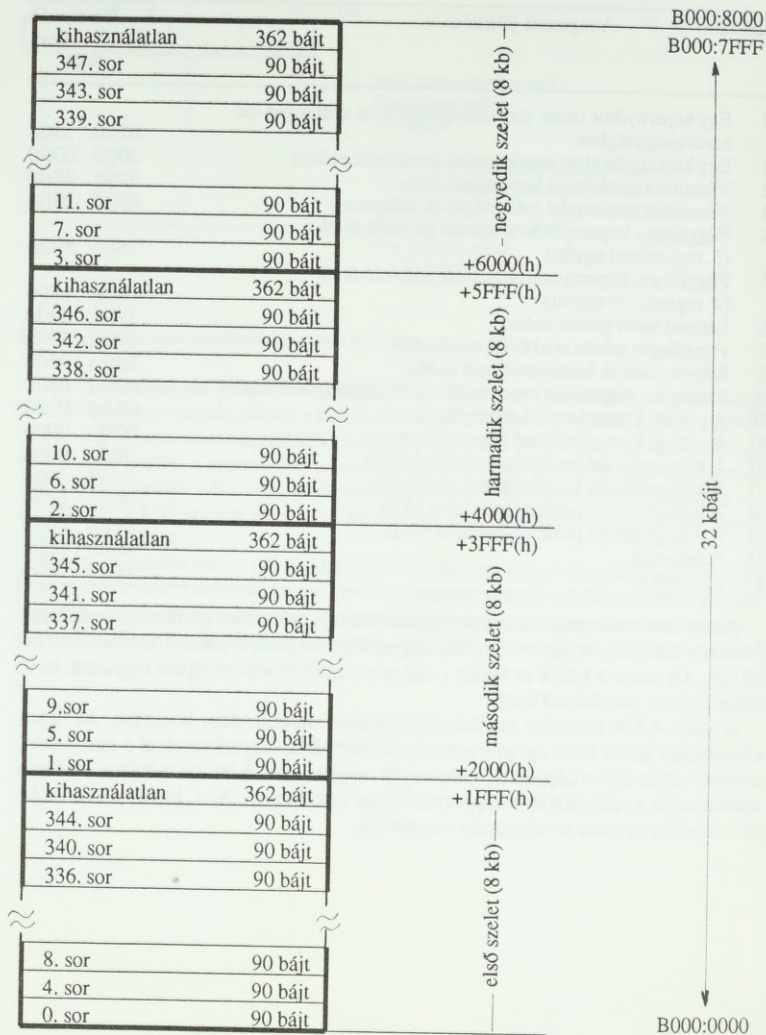 B000:8000
kihasználatlan 362 bájt
B000:7FFF
347. sor 90 bájt
343. sor 90 bájt
339. sor 90 bájt
negyedik szelet (8 kb)
11. sor 90 bájt
7. sor 90 bájt
3. sor 90 bájt
+6000(h)
kihasználatlan 362 bájt
+5FFF(h)
346. sor 90 bájt
342. sor 90 bájt
338. sor 90 bájt
harmadik szelet (8 kb)
10. sor 90 bájt
6. sor 90 bájt
2. sor 90 bájt
+4000(h)
kihasználatlan 362 bájt
+3FFF(h)
32 kbájt
345. sor 90 bájt
341. sor 90 bájt
337. sor 90 bájt
második szelet (8 kb)
9.sor 90 bájt
5. sor 90 bájt
1. sor 90 bájt
+2000(h)
kihasználatlan 362 bájt
+1FFF(h)
344. sor 90 bájt
340. sor 90 bájt
336. sor 90 bájt
első szelet (8 kb)
8. sor 90 bájt
4. sor 90 bájt
0. sor 90 bájt
B000:0000